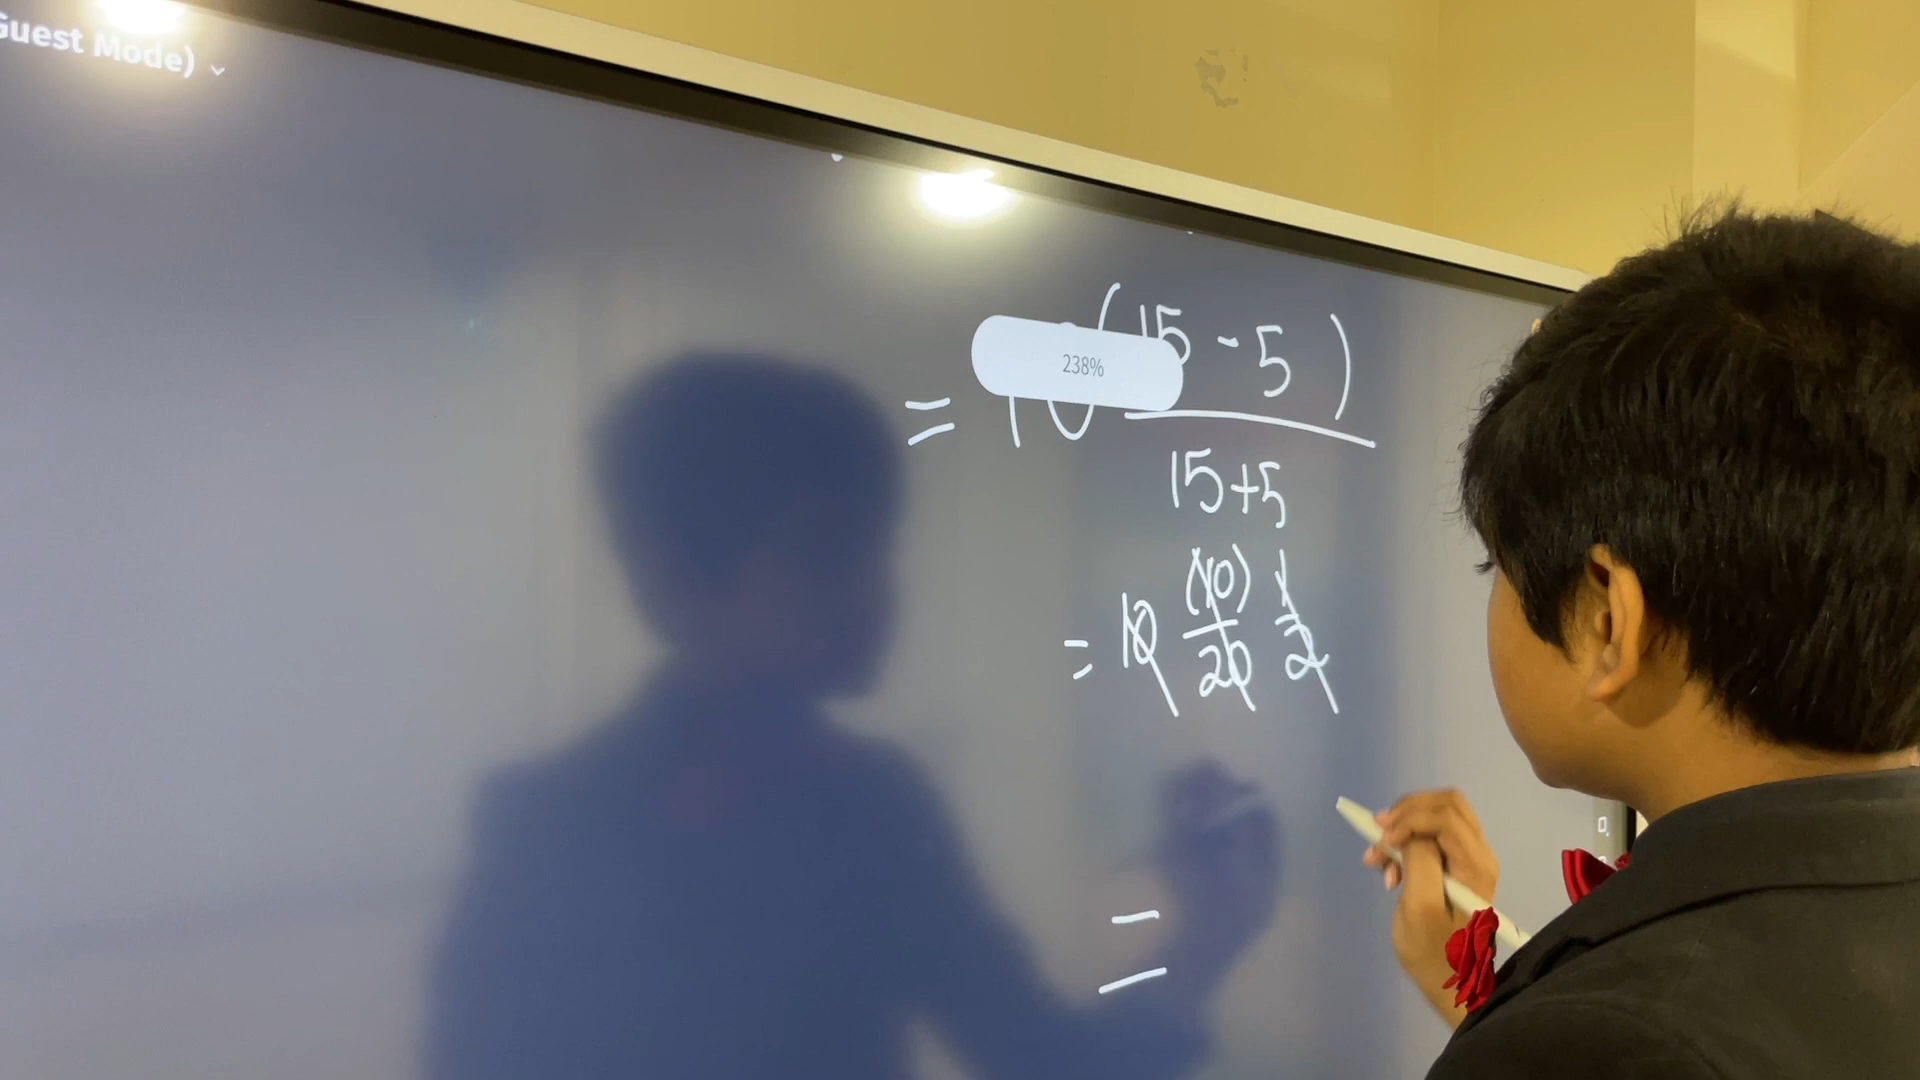 Guest Mode)
238%
= 10 (15 - 5)
15+5
= 10 (10) 1
20 2
=